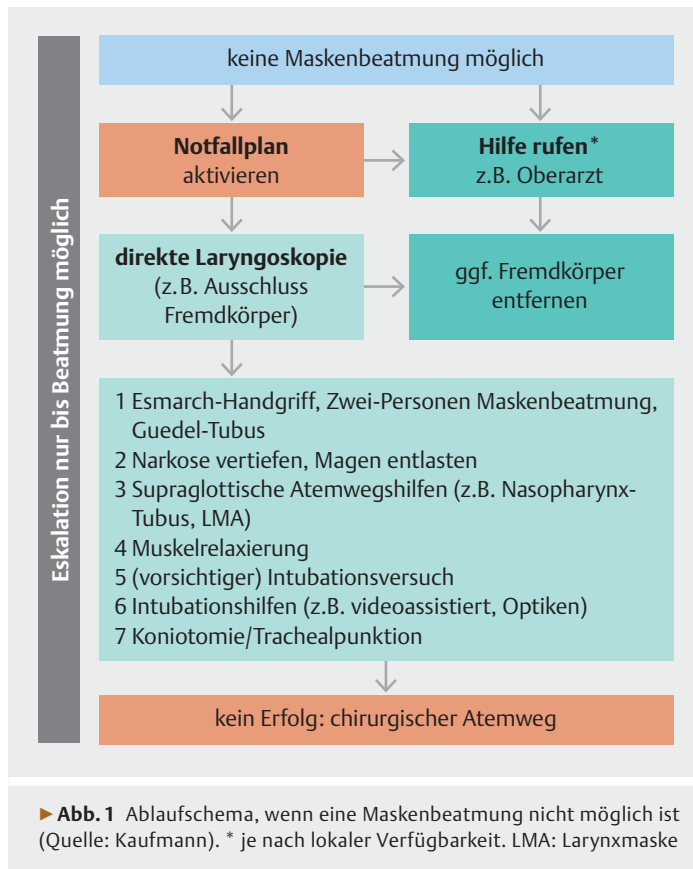 Eskalation nur bis Beatmung möglich
keine Maskenbeatmung möglich
Notfallplan
aktivieren
Hilfe rufen*
z.B. Oberarzt
direkte Laryngoskopie
(z.B. Ausschluss
Fremdkörper)
ggf. Fremdkörper
entfernen
1 Esmarch-Handgriff, Zwei-Personen Maskenbeatmung,
Guedel-Tubus
2 Narkose vertiefen, Magen entlasten
3 Supraglottische Atemwegshilfen (z.B. Nasopharynx-
Tubus, LMA)
4 Muskelrelaxierung
5 (vorsichtiger) Intubationsversuch
6 Intubationshilfen (z.B. videoassistiert, Optiken)
7 Koniotomie/Trachealpunktion
kein Erfolg: chirurgischer Atemweg
▶ Abb. 1 Ablaufschema, wenn eine Maskenbeatmung nicht möglich ist
(Quelle: Kaufmann). * je nach lokaler Verfügbarkeit. LMA: Larynxmaske